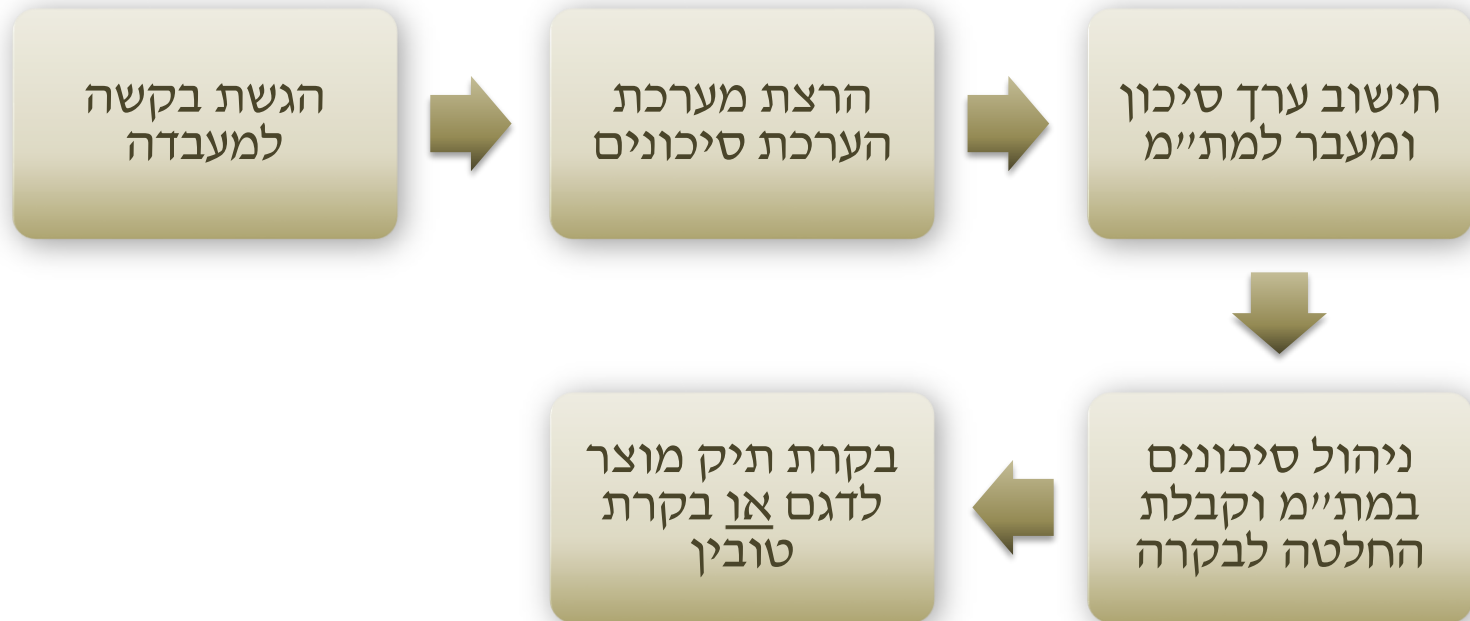 הגשת בקשה
למעבדה
הרצת מערכת
הערכת סיכונים
חישוב ערך סיכון
ומעבר למת״מ
ניהול סיכונים
במת״מ וקבלת
החלטה לבקרה
בקרת תיק מוצר
לדגם או בקרת
טובין